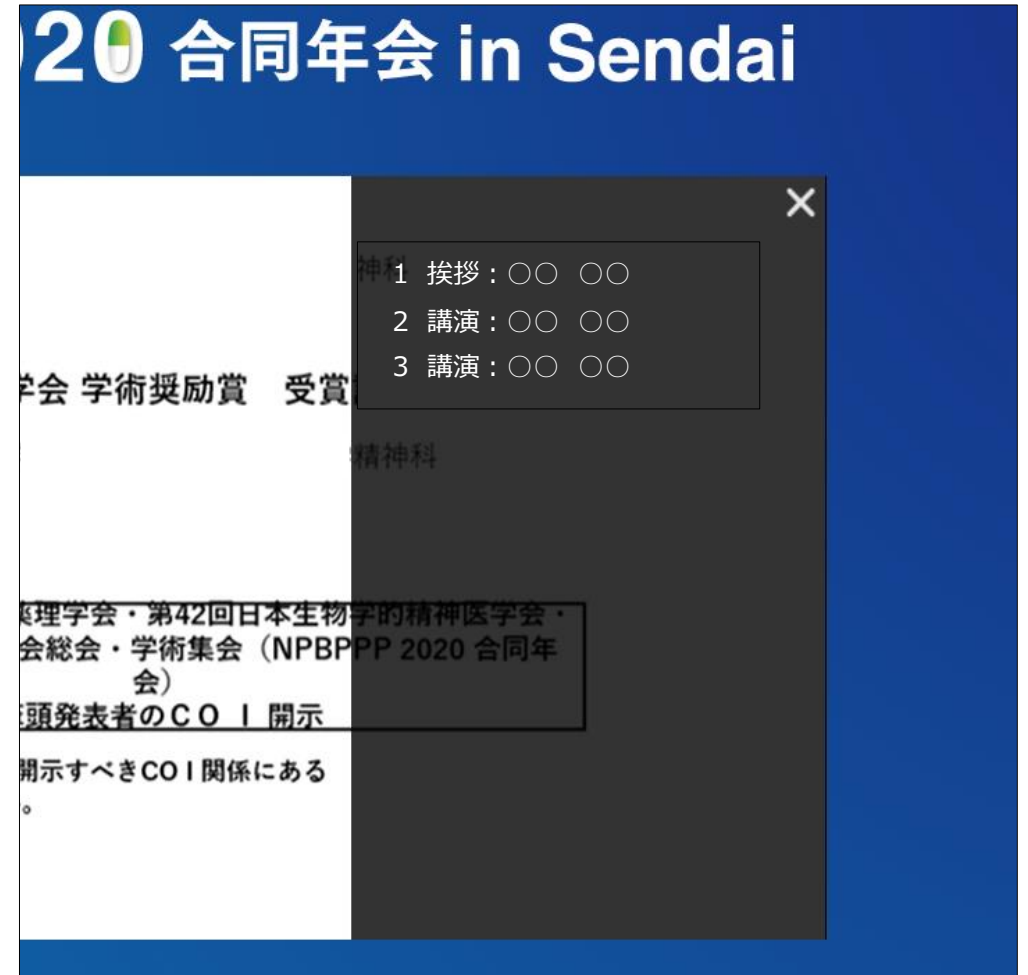 020 合同年会 in Sendai
神科
1 挨拶：○○ ○○
2 講演：○○ ○○
3 講演：○○ ○○
学会 学術奨励賞 受賞
精神科
薬理学会・第42回日本生物学的精神医学会・
会総会・学術集会（NPBPPP 2020 合同年
会）
頭発表者のＣＯ Ｉ 開示
開示すべきCO I 関係にある
。